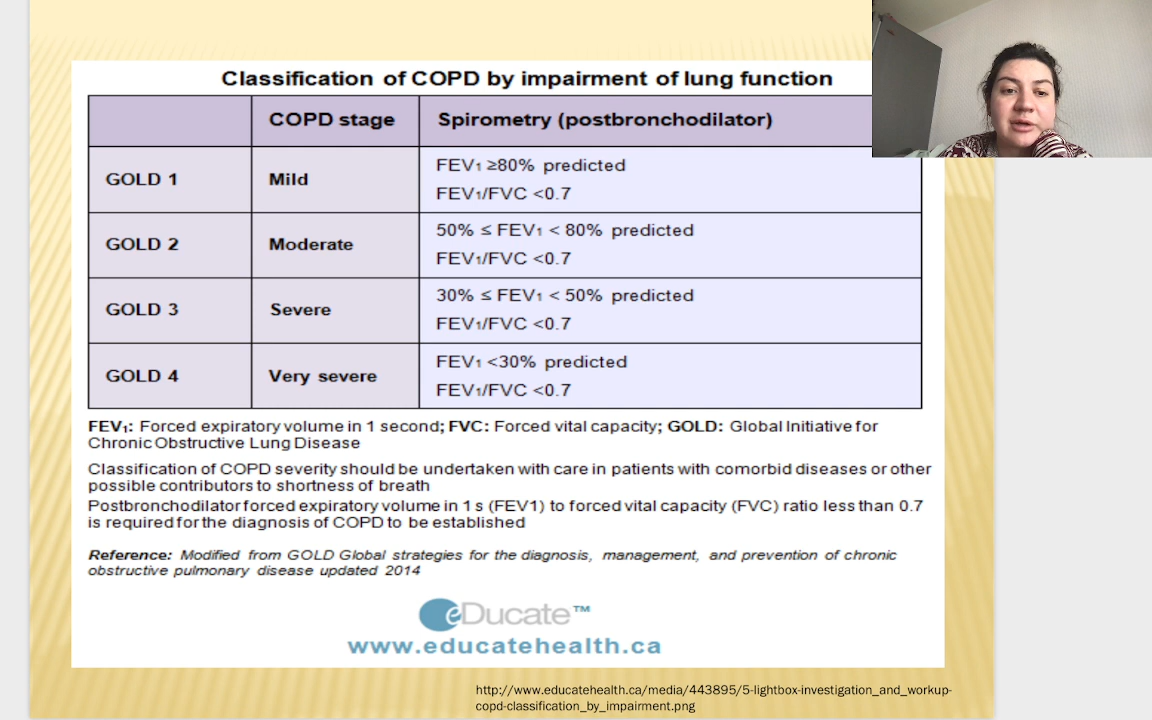 Classification of COPD by impairment of lung function
COPD stage
Spirometry (postbronchodilator)
GOLD 1
Mild
FEV₁ ≥80% predicted
FEV₁/FVC <0.7
GOLD 2
Moderate
50% ≤ FEV₁ < 80% predicted
FEV₁/FVC <0.7
GOLD 3
Severe
30% ≤ FEV₁ < 50% predicted
FEV₁/FVC <0.7
GOLD 4
Very severe
FEV₁ <30% predicted
FEV₁/FVC <0.7
FEV₁: Forced expiratory volume in 1 second; FVC: Forced vital capacity; GOLD: Global Initiative for
Chronic Obstructive Lung Disease
Classification of COPD severity should be undertaken with care in patients with comorbid diseases or other
possible contributors to shortness of breath
Postbronchodilator forced expiratory volume in 1 s (FEV1) to forced vital capacity (FVC) ratio less than 0.7
is required for the diagnosis of COPD to be established
Reference: Modified from GOLD Global strategies for the diagnosis, management, and prevention of chronic
obstructive pulmonary disease updated 2014
eDucate™
www.educatehealth.ca
http://www.educatehealth.ca/media/443895/5-lightbox-investigation_and_workup-
copd-classification_by_impairment.png